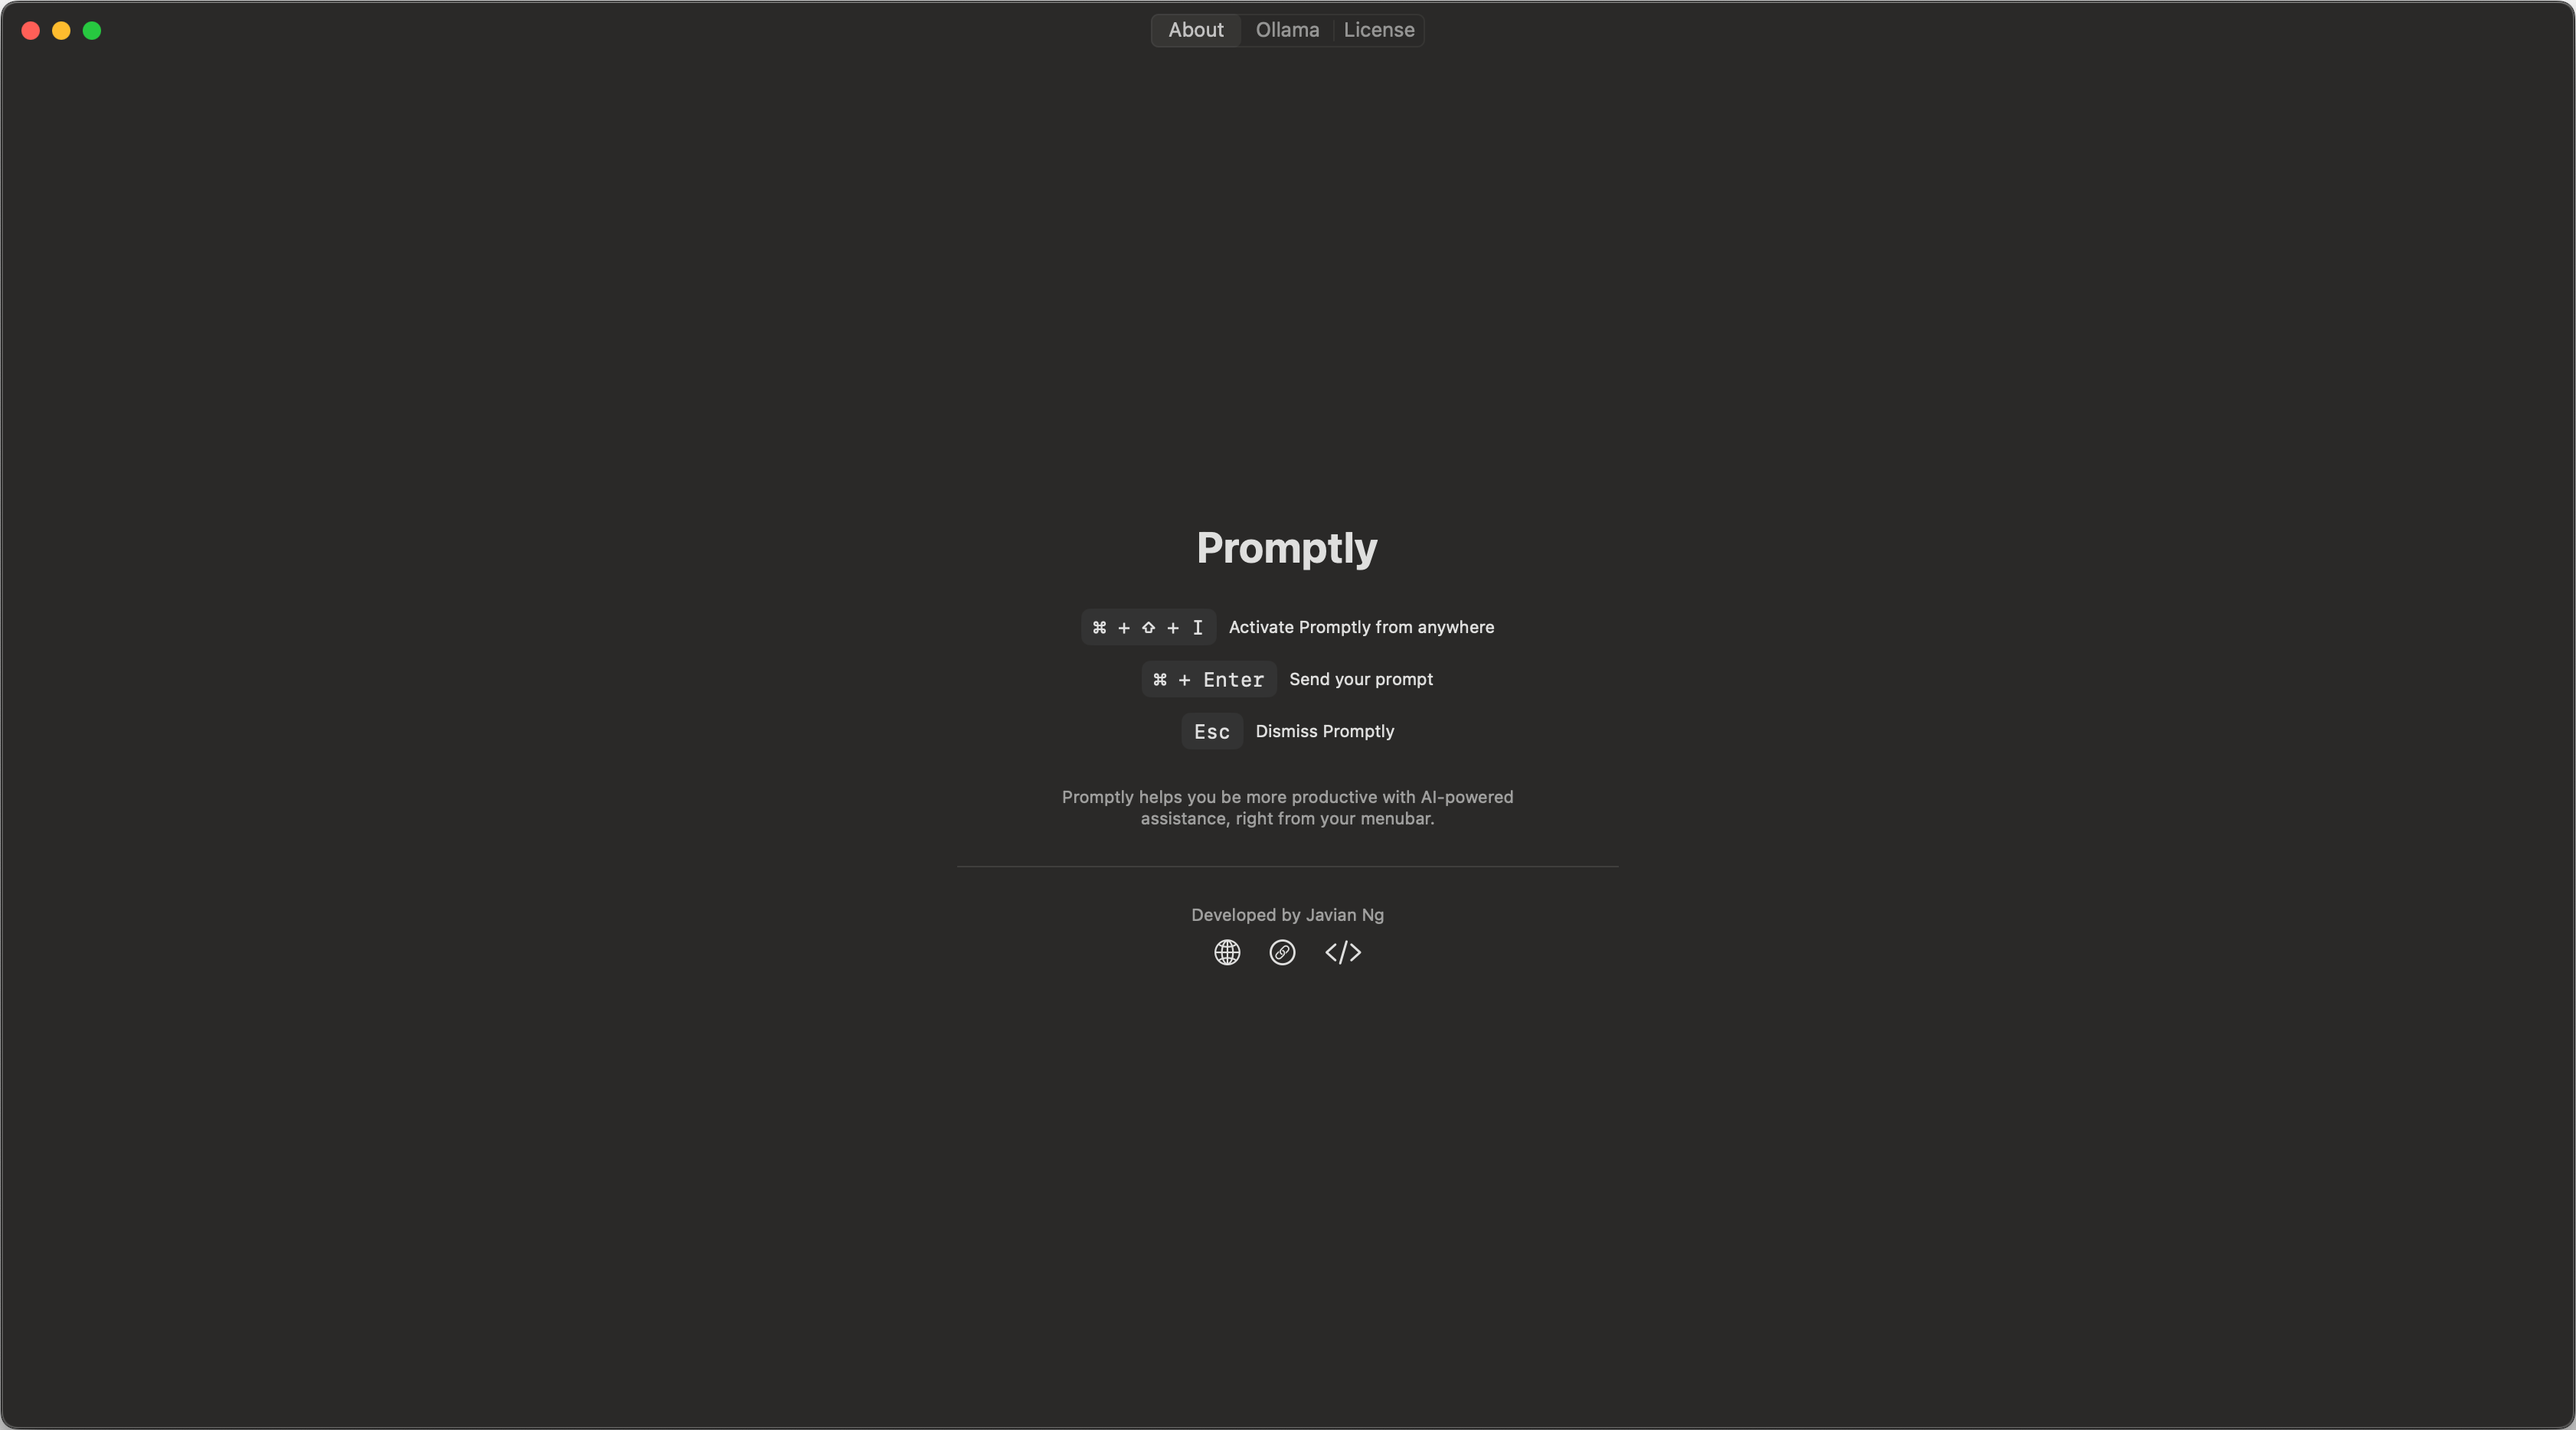 About Ollama License
Promptly
⌘ + ⇧ + I Activate Promptly from anywhere
⌘ + Enter Send your prompt
Esc Dismiss Promptly
Promptly helps you be more productive with AI-powered
assistance, right from your menubar.
Developed by Javian Ng